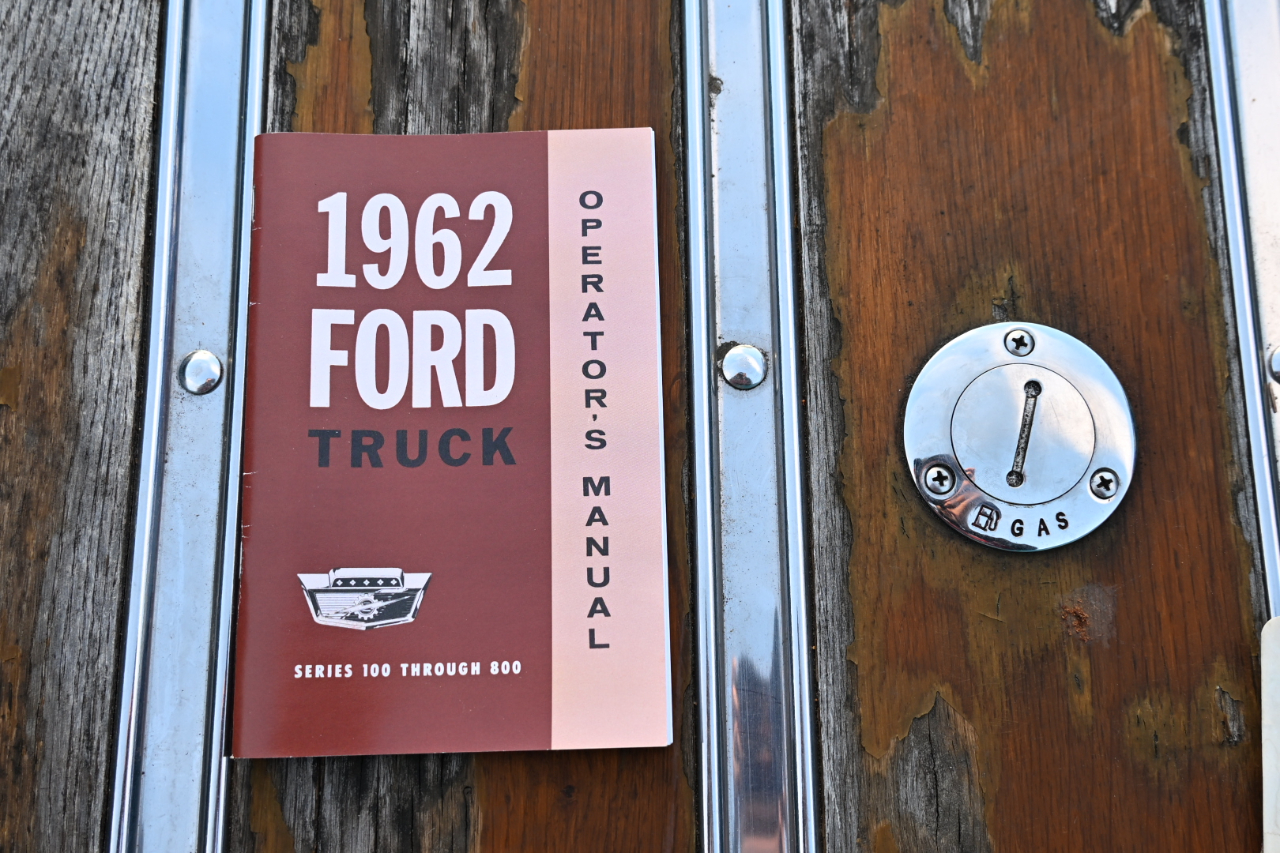 1962
FORD
TRUCK
SERIES 100 THROUGH 800
OPERATOR'S MANUAL
GAS